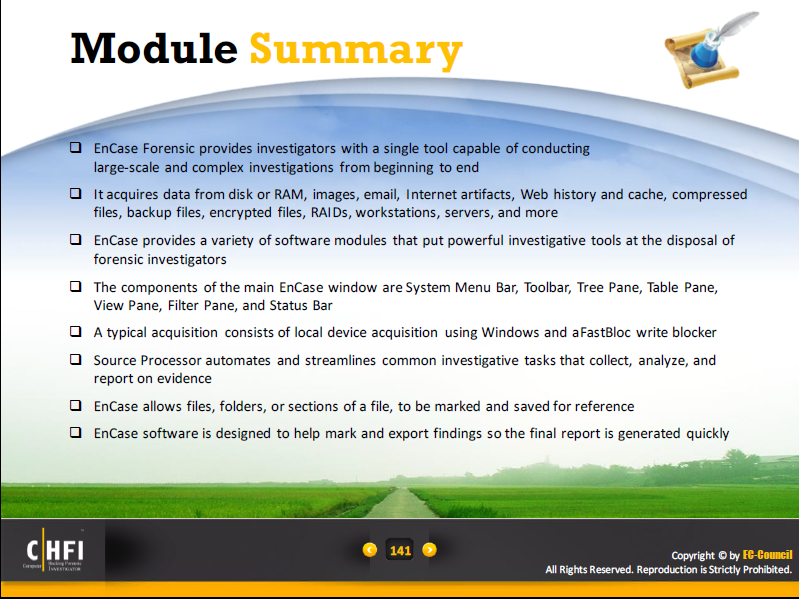 Module Summary
❑ EnCase Forensic provides investigators with a single tool capable of conducting
large-scale and complex investigations from beginning to end
❑ It acquires data from disk or RAM, images, email, Internet artifacts, Web history and cache, compressed
files, backup files, encrypted files, RAIDs, workstations, servers, and more
❑ EnCase provides a variety of software modules that put powerful investigative tools at the disposal of
forensic investigators
❑ The components of the main EnCase window are System Menu Bar, Toolbar, Tree Pane, Table Pane,
View Pane, Filter Pane, and Status Bar
❑ A typical acquisition consists of local device acquisition using Windows and a FastBloc write blocker
❑ Source Processor automates and streamlines common investigative tasks that collect, analyze, and
report on evidence
❑ EnCase allows files, folders, or sections of a file, to be marked and saved for reference
❑ EnCase software is designed to help mark and export findings so the final report is generated quickly
CHFI
Computer Hacking Forensic
INVESTIGATOR
141
Copyright © by EC-Council
All Rights Reserved. Reproduction is Strictly Prohibited.